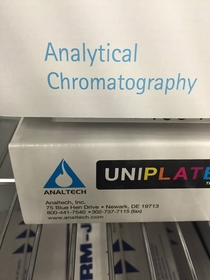 Analytical
Chromatography
ANALTECH
UNIPLATE
Analtech, Inc.
75 Blue Hen Drive • Newark, DE 19713
800-441-7540 • 302-737-7115 (fax)
www.analtech.com